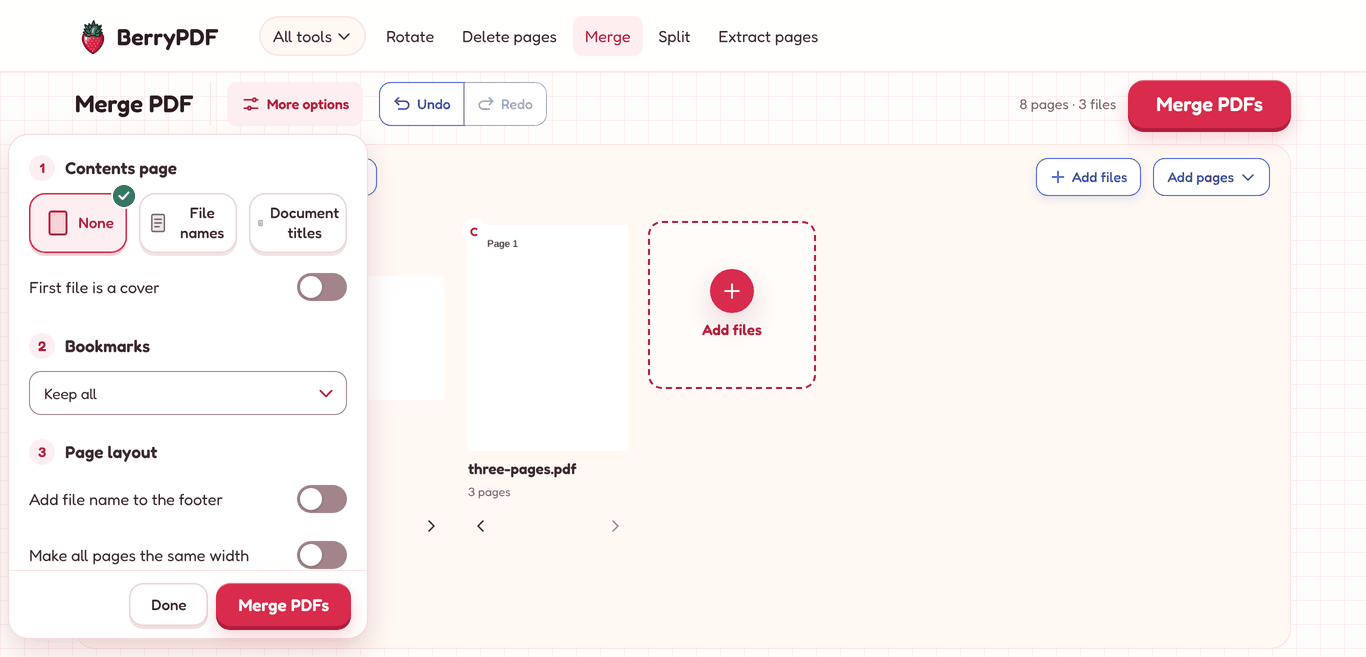 BerryPDF
All tools
Rotate
Delete pages
Merge
Split
Extract pages
Merge PDF
More options
Undo
Redo
8 pages · 3 files
Merge PDFs
1 Contents page
None
File names
Document titles
First file is a cover
2 Bookmarks
Keep all
3 Page layout
Add file name to the footer
Make all pages the same width
Done
Merge PDFs
Add files
Add pages
C
Page 1
three-pages.pdf
3 pages
Add files